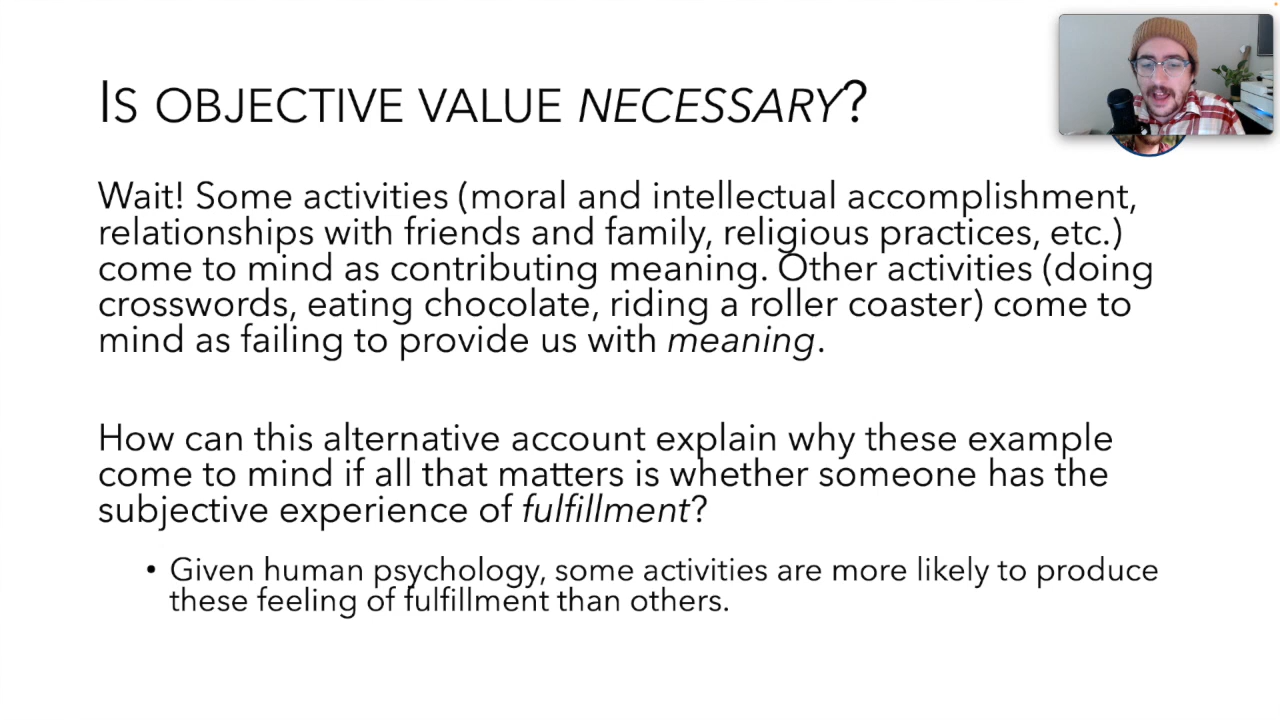 IS OBJECTIVE VALUE NECESSARY?
Wait! Some activities (moral and intellectual accomplishment,
relationships with friends and family, religious practices, etc.)
come to mind as contributing meaning. Other activities (doing
crosswords, eating chocolate, riding a roller coaster) come to
mind as failing to provide us with meaning.
How can this alternative account explain why these example
come to mind if all that matters is whether someone has the
subjective experience of fulfillment?
• Given human psychology, some activities are more likely to produce
these feeling of fulfillment than others.